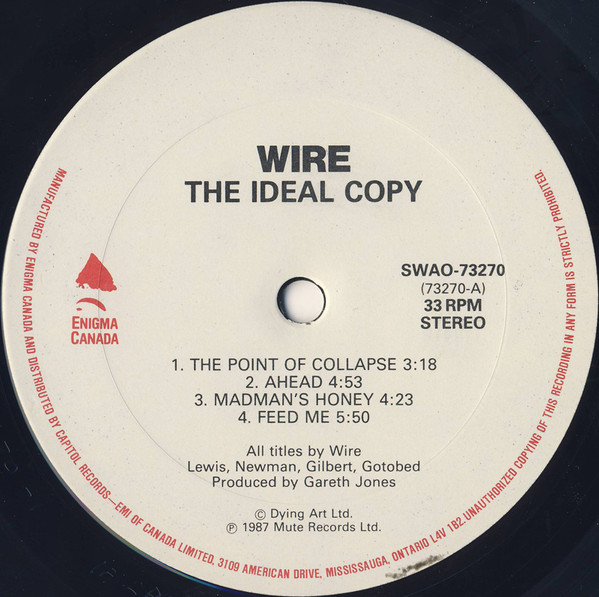 WIRE
THE IDEAL COPY
SWAO-73270
(73270-A)
33 RPM
STEREO
ENIGMA
CANADA
1. THE POINT OF COLLAPSE 3:18
2. AHEAD 4:53
3. MADMAN'S HONEY 4:23
4. FEED ME 5:50
All titles by Wire
Lewis, Newman, Gilbert, Gotobed
Produced by Gareth Jones
© Dying Art Ltd.
℗ 1987 Mute Records Ltd.
MANUFACTURED BY ENIGMA CANADA AND DISTRIBUTED BY CAPITOL RECORDS—EMI OF CANADA LIMITED, 3109 AMERICAN DRIVE, MISSISSAUGA, ONTARIO L4V 1B2. UNAUTHORIZED COPYING OF THIS RECORDING IN ANY FORM IS STRICTLY PROHIBITED.